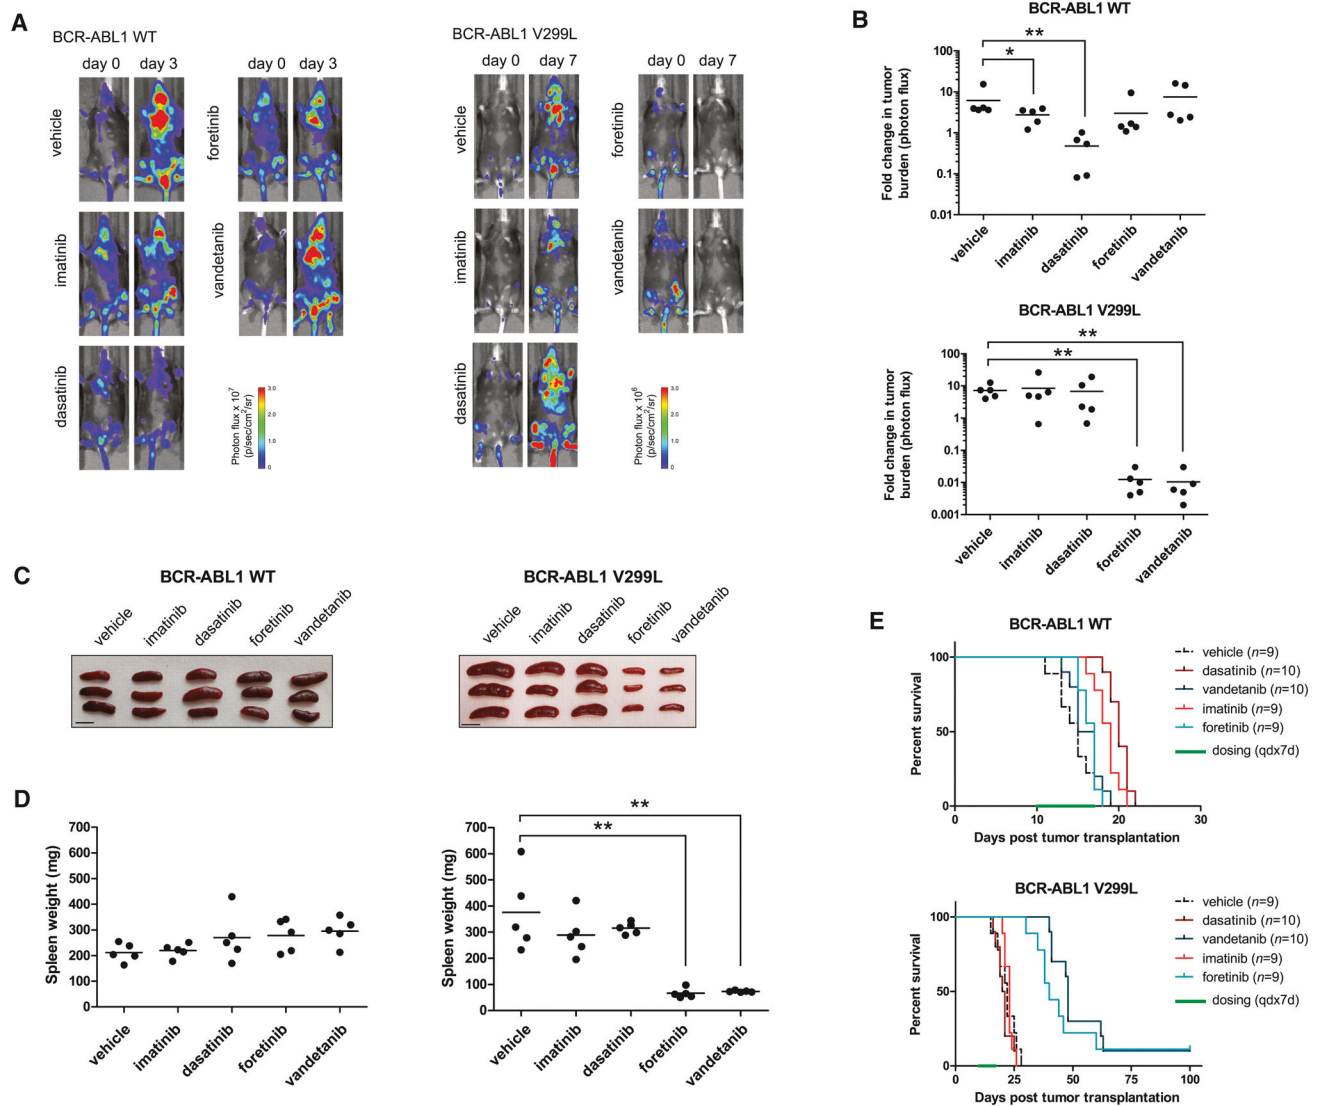 A
BCR-ABL1 WT
day 0 day 3
vehicle
imatinib
dasatinib
day 0 day 3
foretinib
vandetanib
Photon flux x 10⁷
(p/sec/cm²/sr)
3.0
2.0
1.0
0
BCR-ABL1 V299L
day 0 day 7
vehicle
imatinib
dasatinib
day 0 day 7
foretinib
vandetanib
Photon flux x 10⁶
(p/sec/cm²/sr)
3.0
2.0
1.0
0
B
BCR-ABL1 WT
**
*
Fold change in tumor
burden (photon flux)
100
10
1
0.1
0.01
vehicle
imatinib
dasatinib
foretinib
vandetanib
BCR-ABL1 V299L
**
**
Fold change in tumor
burden (photon flux)
100
10
1
0.1
0.01
0.001
vehicle
imatinib
dasatinib
foretinib
vandetanib
C
BCR-ABL1 WT
vehicle
imatinib
dasatinib
foretinib
vandetanib
BCR-ABL1 V299L
vehicle
imatinib
dasatinib
foretinib
vandetanib
D
Spleen weight (mg)
700
600
500
400
300
200
100
0
vehicle
imatinib
dasatinib
foretinib
vandetanib
**
**
Spleen weight (mg)
700
600
500
400
300
200
100
0
vehicle
imatinib
dasatinib
foretinib
vandetanib
E
BCR-ABL1 WT
Percent survival
100
50
0
0 10 20 30
Days post tumor transplantation
vehicle (n=9)
dasatinib (n=10)
vandetanib (n=10)
imatinib (n=9)
foretinib (n=9)
dosing (qdx7d)
BCR-ABL1 V299L
Percent survival
100
50
0
0 25 50 75 100
Days post tumor transplantation
vehicle (n=9)
dasatinib (n=10)
vandetanib (n=10)
imatinib (n=9)
foretinib (n=9)
dosing (qdx7d)